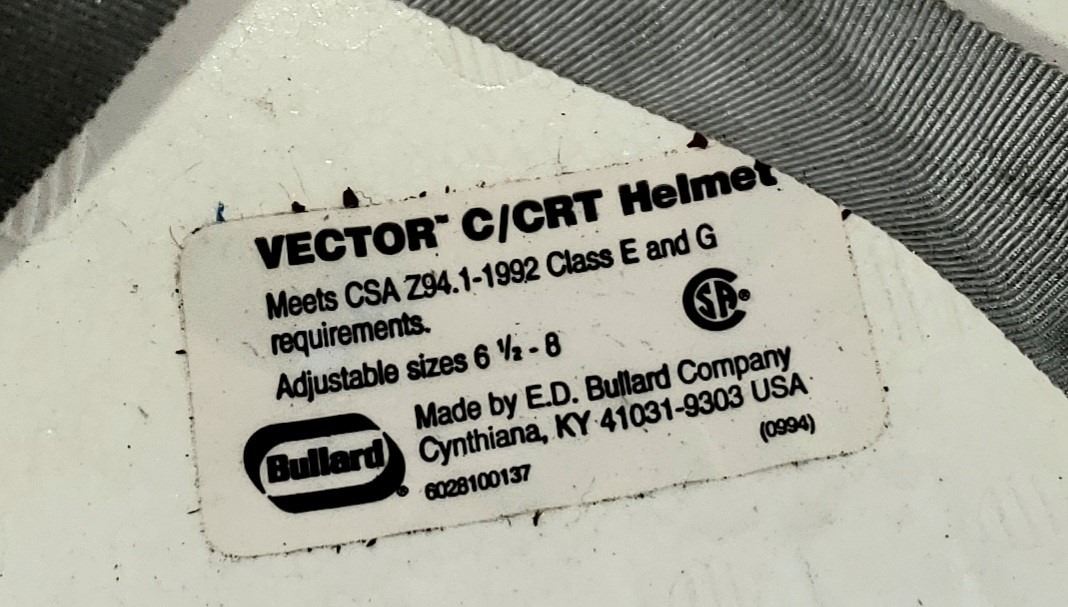 VECTOR™ C/CRT Helmet
Meets CSA Z94.1-1992 Class E and G
requirements.
SA®
Adjustable sizes 6 ½ - 8
Made by E.D. Bullard Company
Cynthiana, KY 41031-9303 USA
(0994)
Bullard®
6028100137